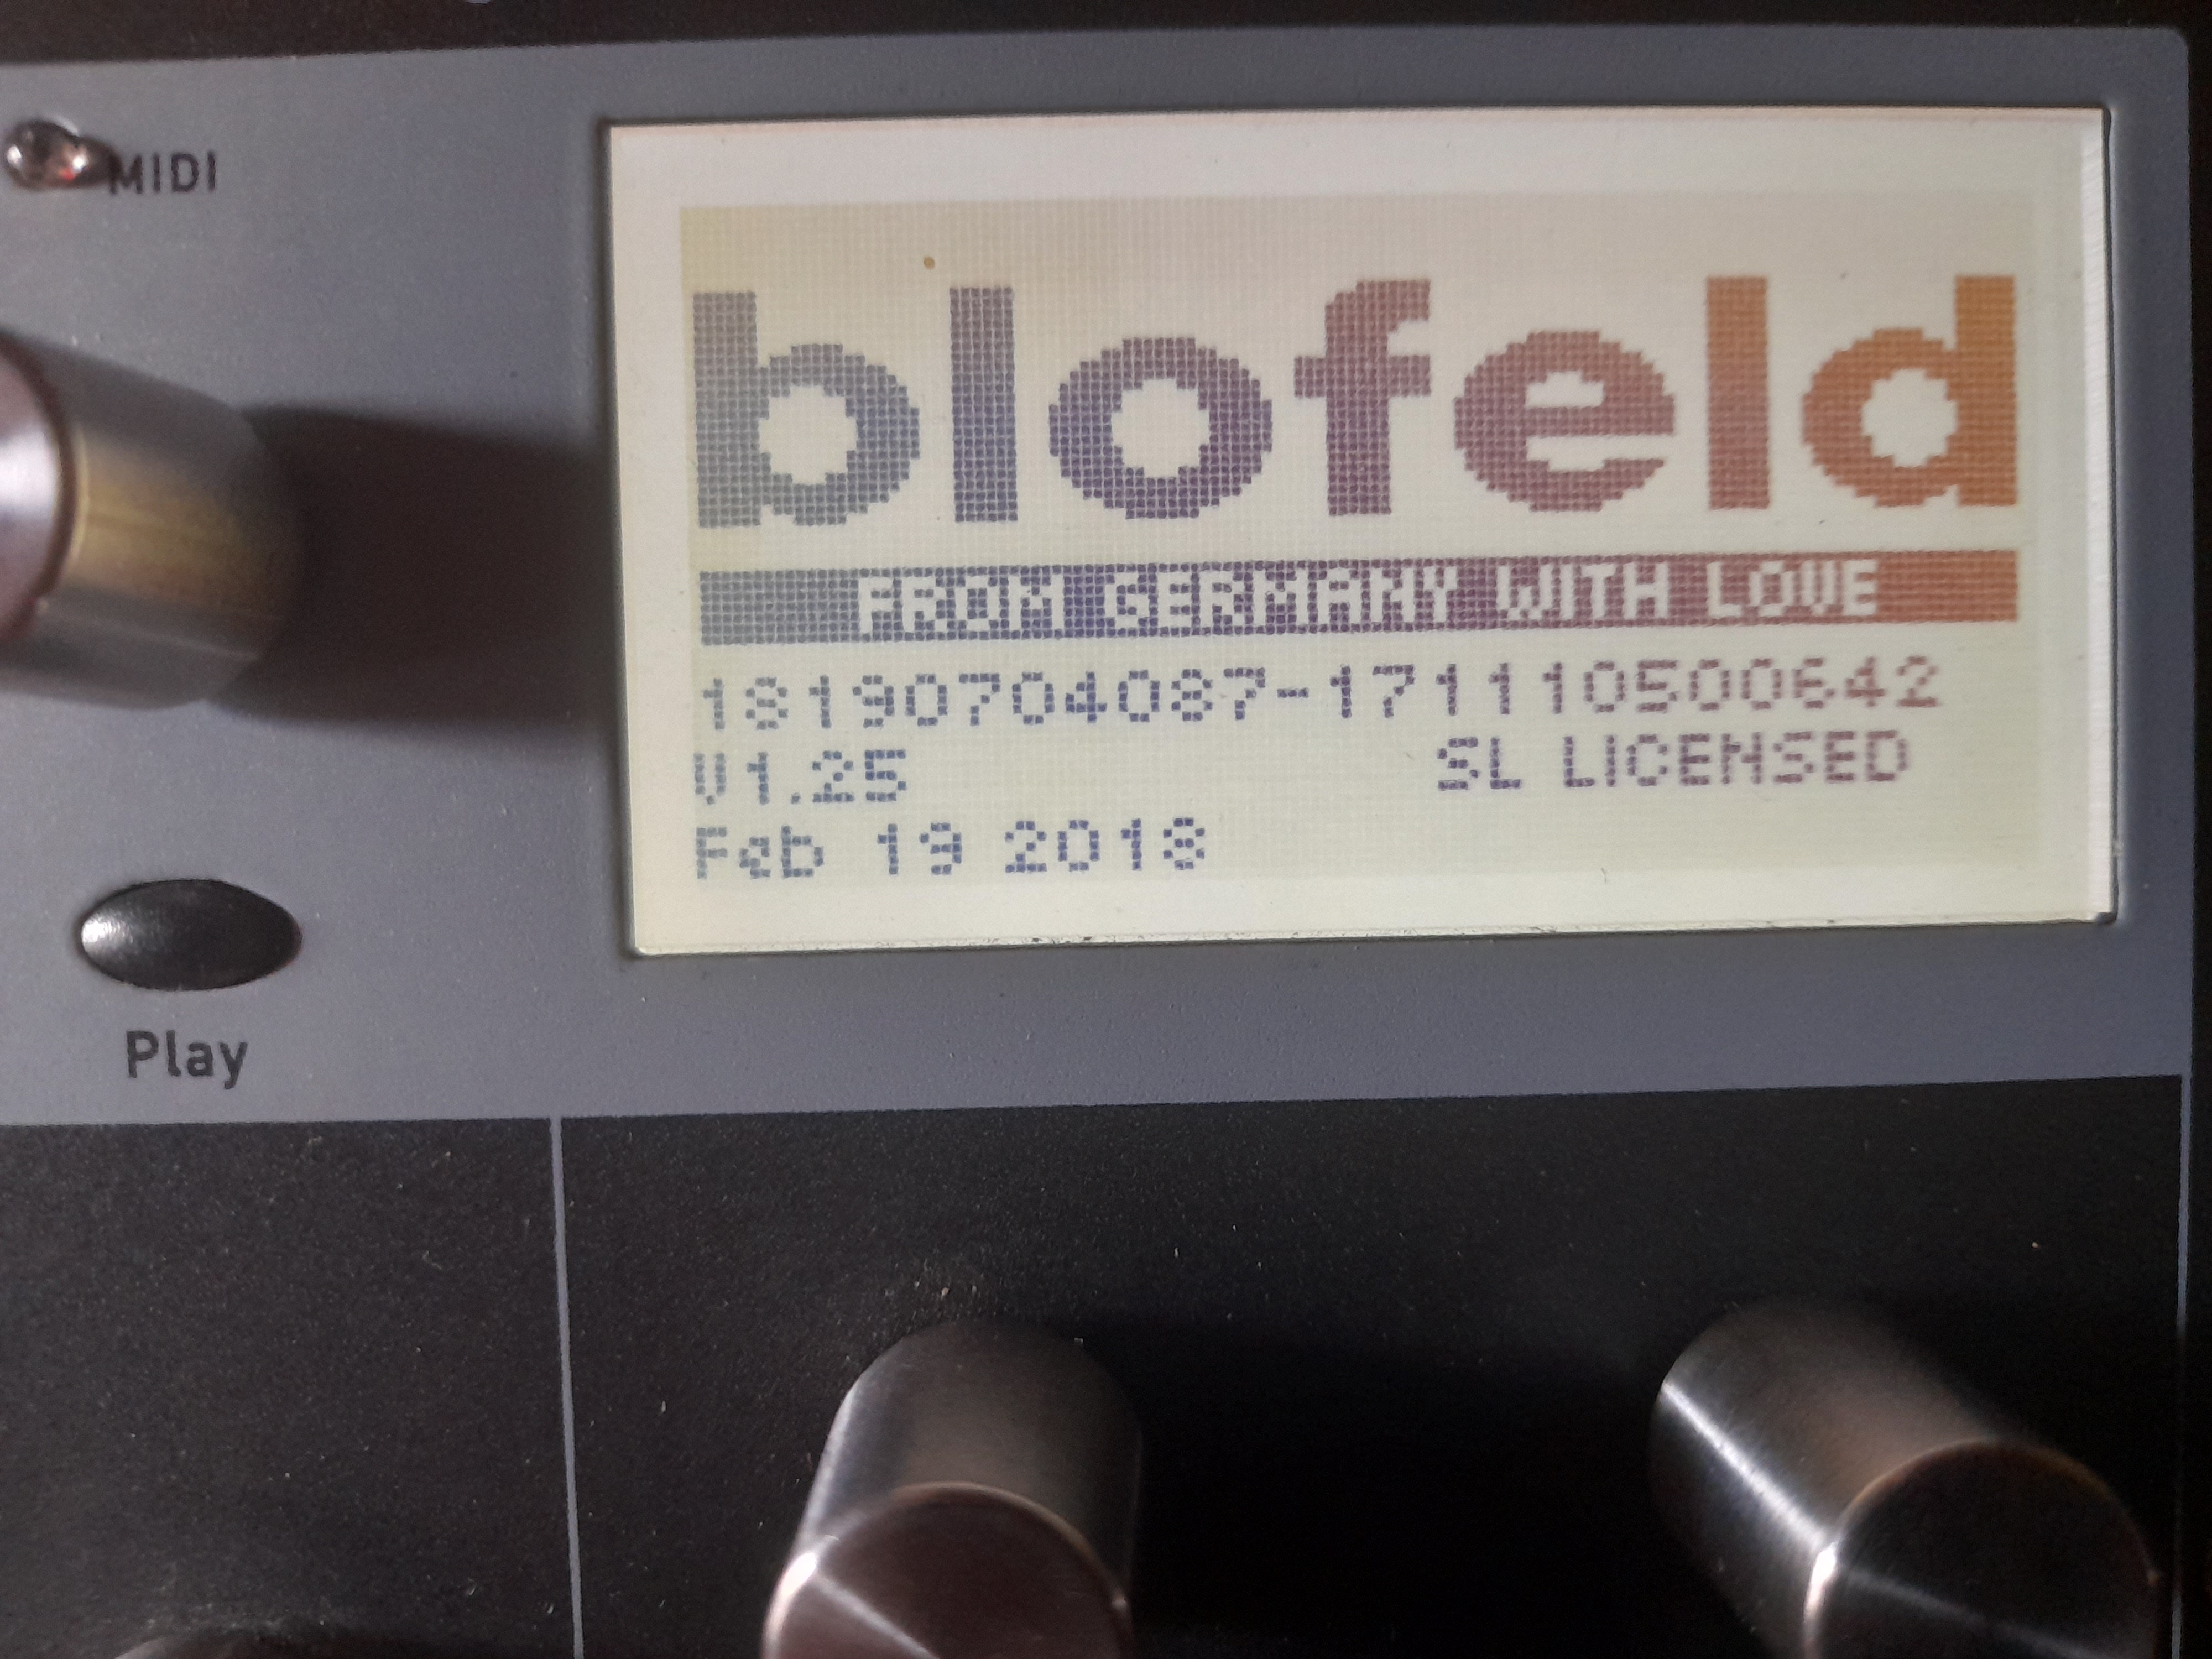 MIDI
blofeld
FROM GERMANY WITH LOVE
18190704087-171110500642
V1.25 SL LICENSED
Feb 19 2018
Play